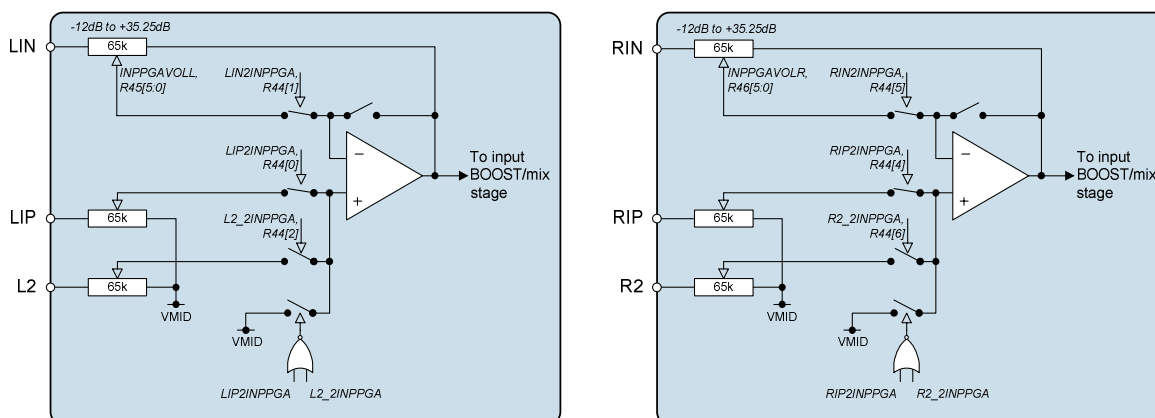 -12dB to +35.25dB
LIN
65k
INPPGAVOLL,
R45[5:0]
LIN2INPPGA,
R44[1]
LIP2INPPGA,
R44[0]
−
+
To input
BOOST/mix
stage
LIP
65k
L2_2INPPGA,
R44[2]
L2
65k
VMID
VMID
LIP2INPPGA
L2_2INPPGA
-12dB to +35.25dB
RIN
65k
INPPGAVOLR,
R46[5:0]
RIN2INPPGA,
R44[5]
RIP2INPPGA,
R44[4]
−
+
To input
BOOST/mix
stage
RIP
65k
R2_2INPPGA,
R44[6]
R2
65k
VMID
VMID
RIP2INPPGA
R2_2INPPGA